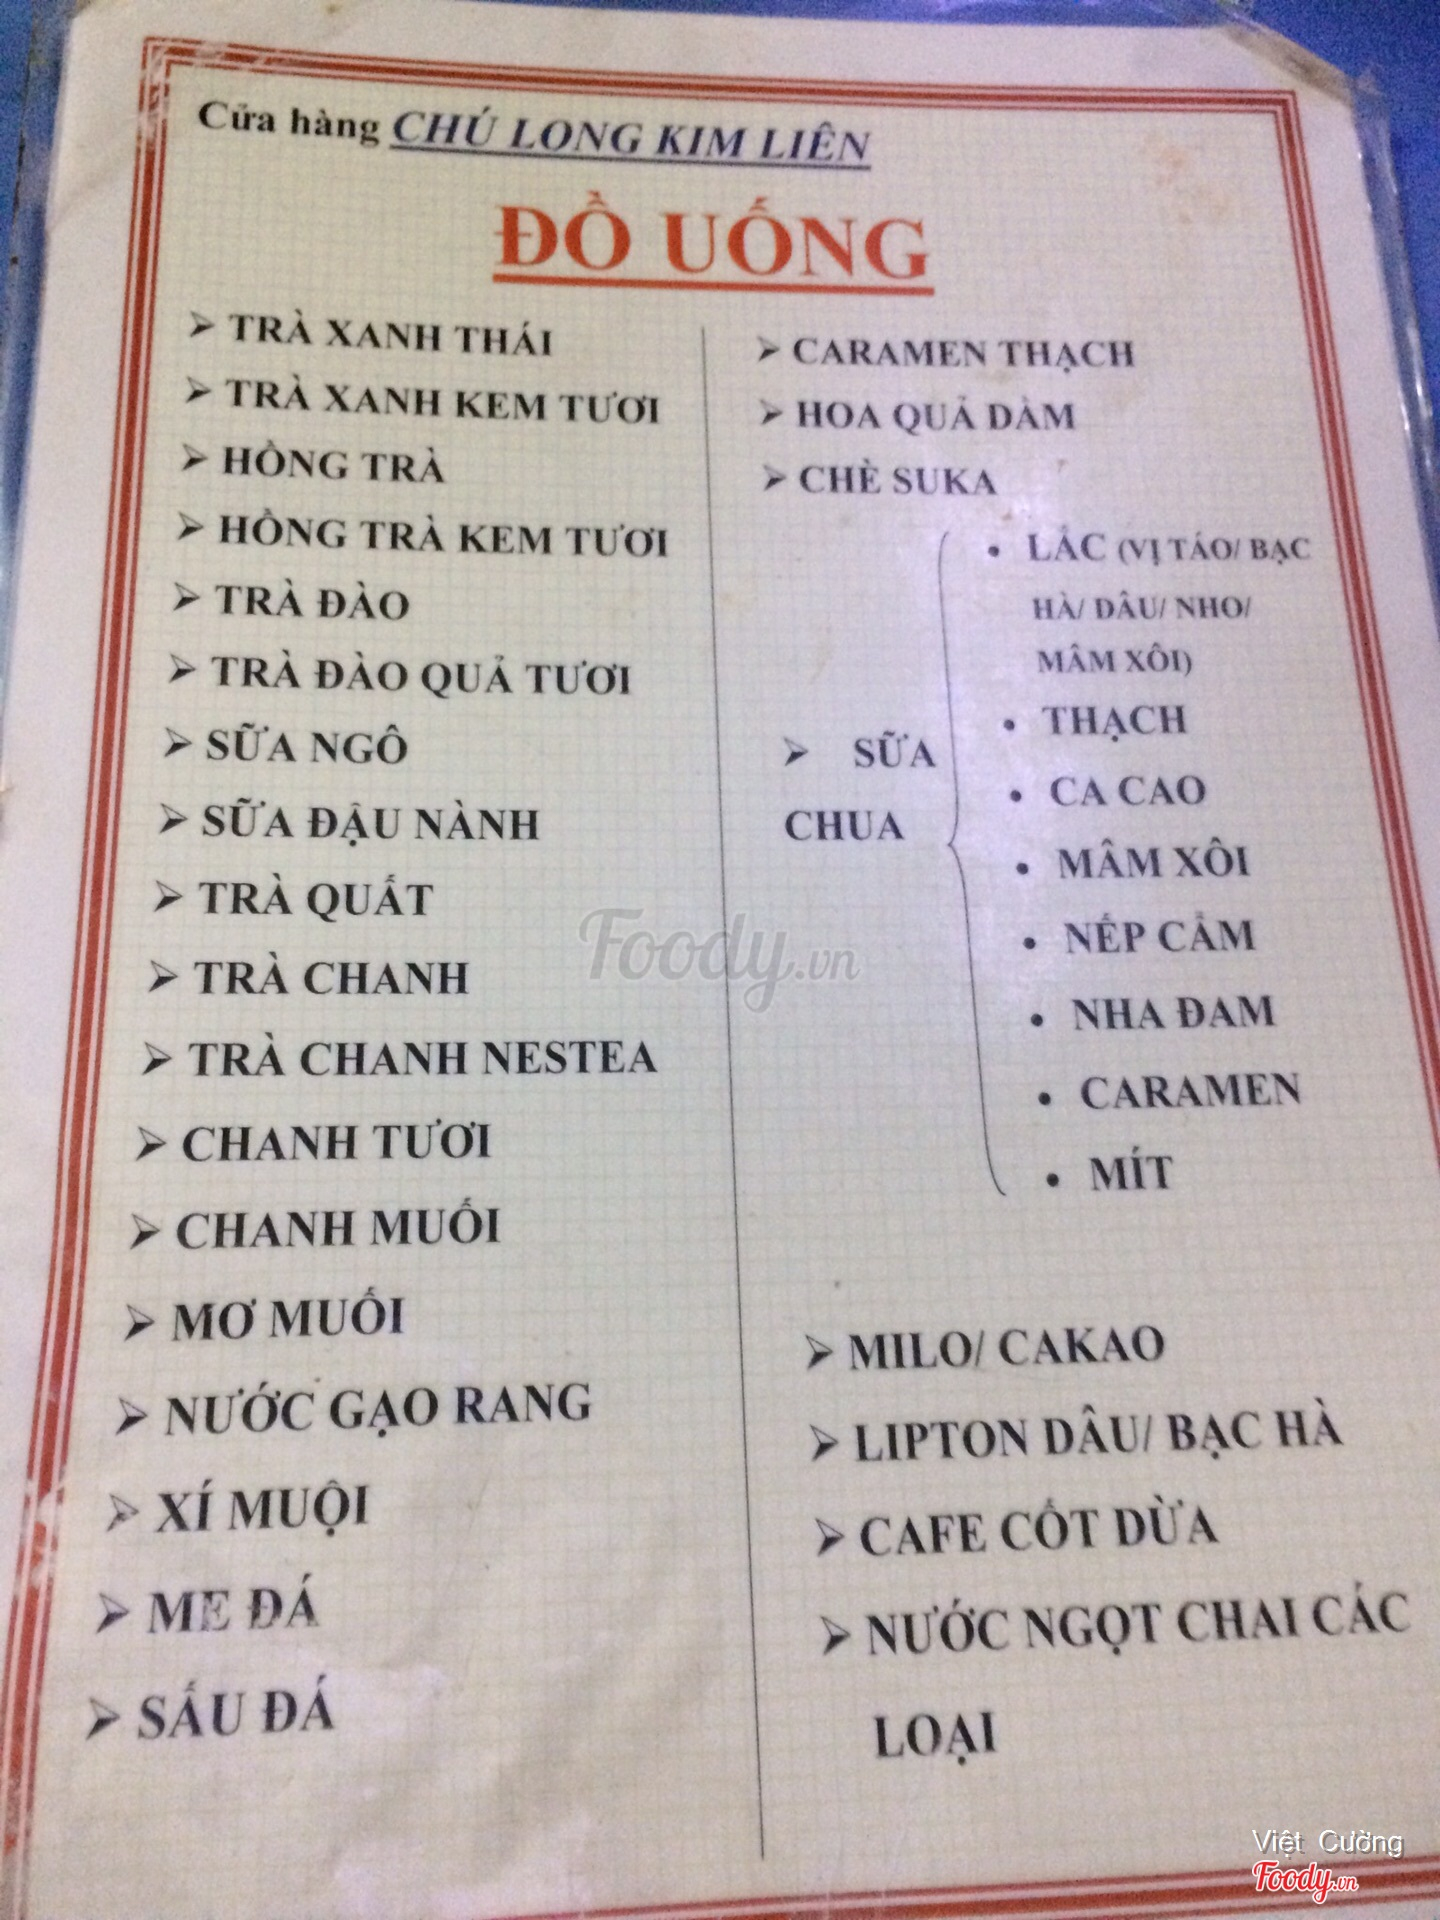 Cửa hàng CHÚ LONG KIM LIÊN
ĐỒ UỐNG
TRÀ XANH THÁI
TRÀ XANH KEM TƯƠI
HỒNG TRÀ
HỒNG TRÀ KEM TƯƠI
TRÀ ĐÀO
TRÀ ĐÀO QUẢ TƯƠI
SỮA NGÔ
SỮA ĐẬU NÀNH
TRÀ QUẤT
TRÀ CHANH
TRÀ CHANH NESTEA
CHANH TƯƠI
CHANH MUỐI
MƠ MUỐI
NƯỚC GẠO RANG
XÍ MUỘI
ME ĐÁ
SẤU ĐÁ
CARAMEN THẠCH
HOA QUẢ DẦM
CHÈ SUKA
SỮA
CHUA
LẮC (VỊ TÁO/ BẠC
HÀ/ DÂU/ NHO/
MÂM XÔI)
THẠCH
CA CAO
MÂM XÔI
NẾP CẨM
NHA ĐAM
CARAMEN
MÍT
MILO/ CAKAO
LIPTON DÂU/ BẠC HÀ
CAFE CỐT DỪA
NƯỚC NGỌT CHAI CÁC
LOẠI
Foody.vn
Việt Cường
Foody.vn